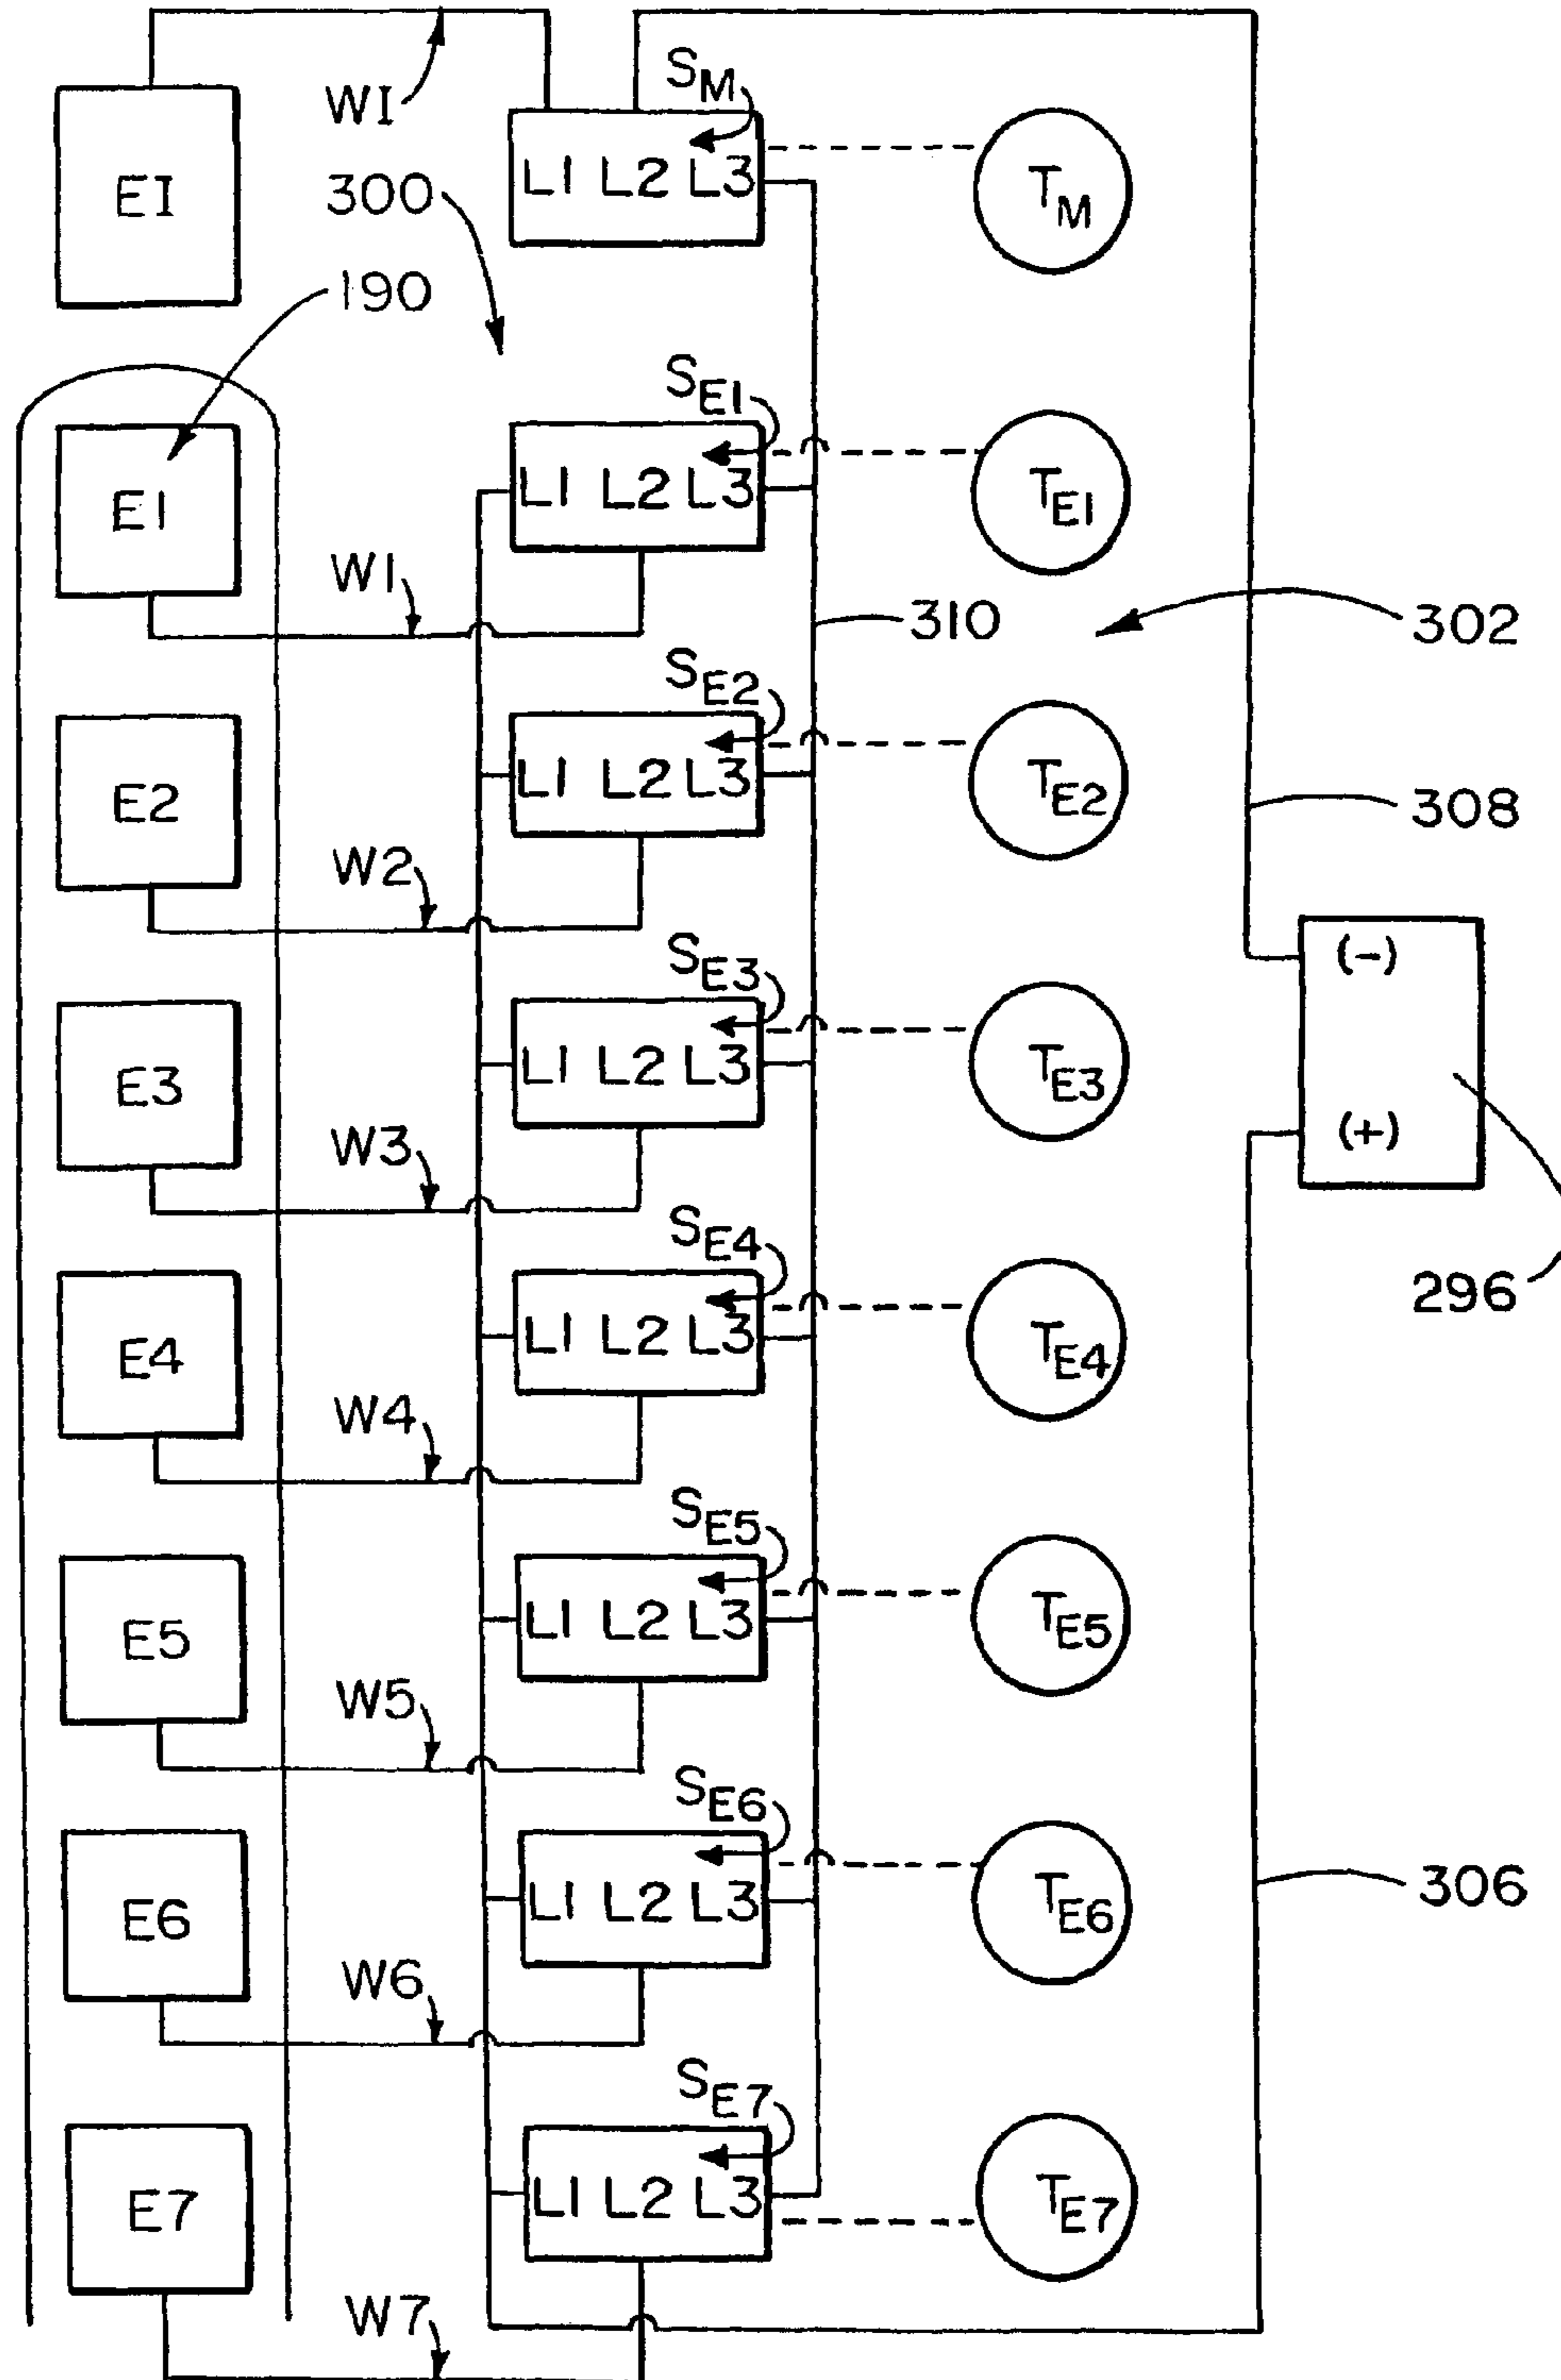 S_M
WI
EI
L1 L2 L3
T_M
300
190
S_E1
E1
L1 L2 L3
T_E1
W1
310
302
S_E2
E2
L1 L2 L3
T_E2
308
W2
S_E3
(-)
E3
L1 L2 L3
T_E3
W3
(+)
S_E4
296
E4
L1 L2 L3
T_E4
W4
S_E5
E5
L1 L2 L3
T_E5
W5
S_E6
E6
L1 L2 L3
T_E6
306
W6
S_E7
E7
L1 L2 L3
T_E7
W7